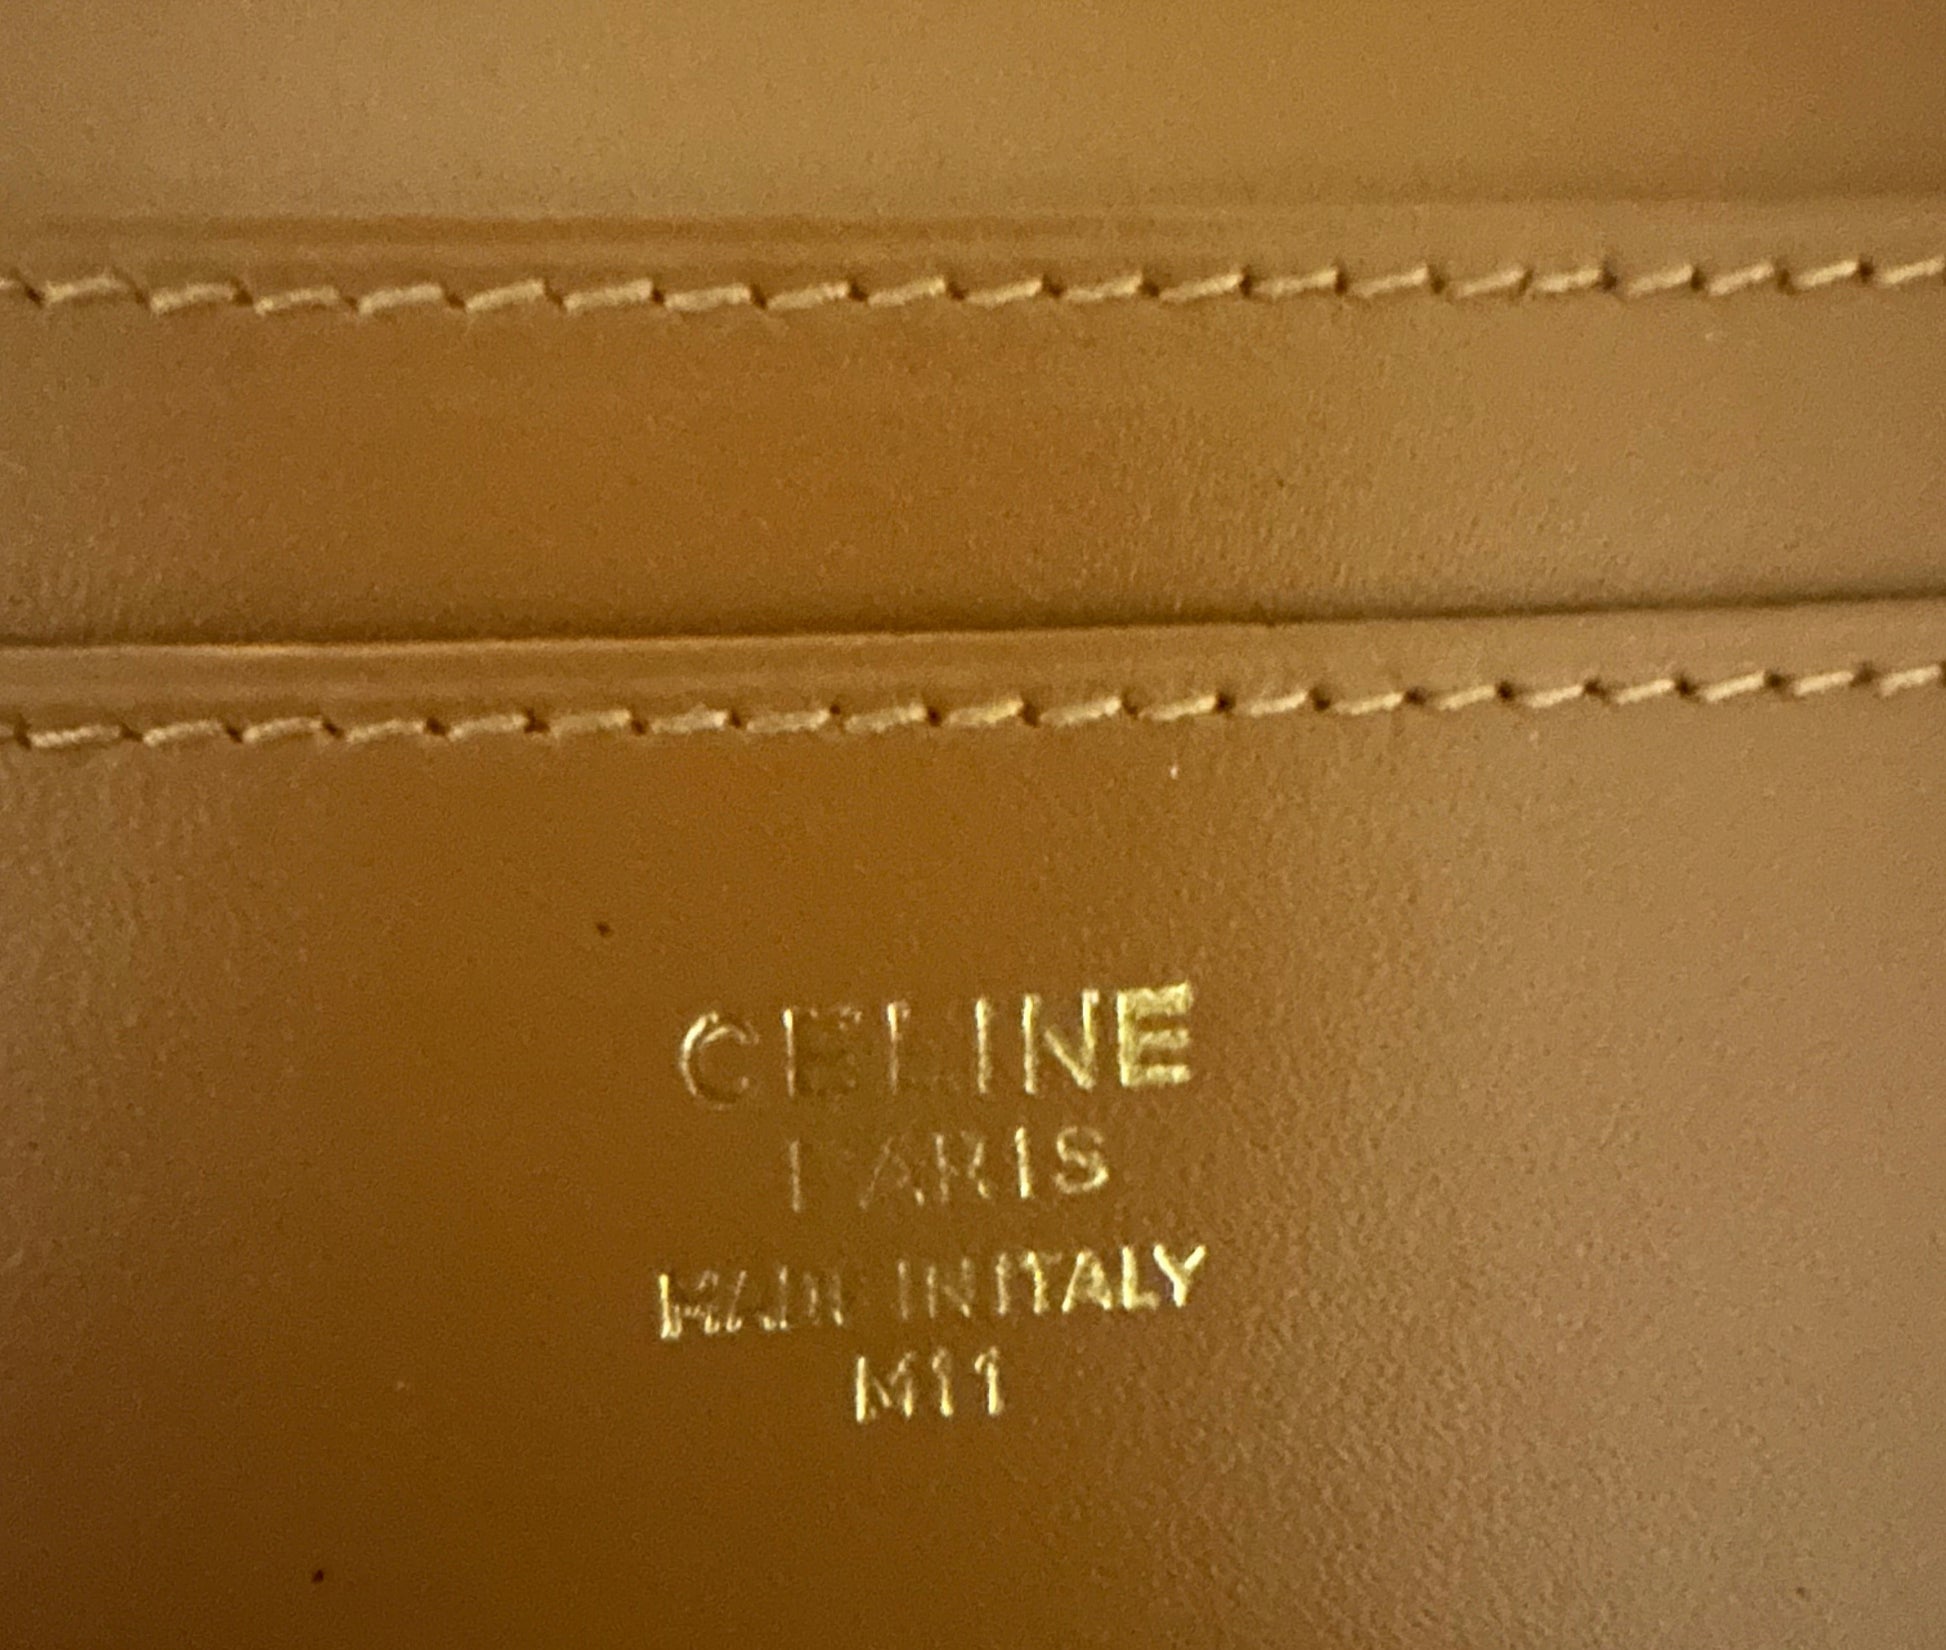 CELINE
PARIS
MADE IN ITALY
M11